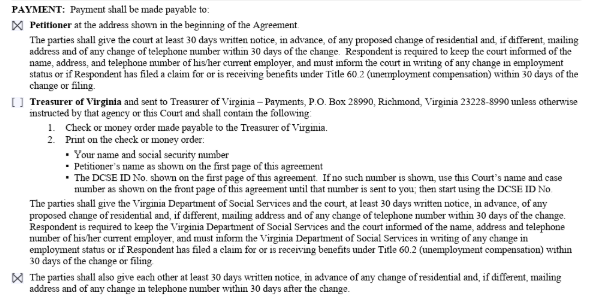 PAYMENT: Payment shall be made payable to:
[X] Petitioner at the address shown in the beginning of the Agreement.
The parties shall give the court at least 30 days written notice, in advance, of any proposed change of residential and, if different, mailing
address and of any change of telephone number within 30 days of the change. Respondent is required to keep the court informed of the
name, address, and telephone number of his/her current employer, and must inform the court in writing of any change in employment
status or if Respondent has filed a claim for or is receiving benefits under Title 60.2 (unemployment compensation) within 30 days of the
change or filing.
[ ] Treasurer of Virginia and sent to Treasurer of Virginia – Payments, P.O. Box 28990, Richmond, Virginia 23228-8990 unless otherwise
instructed by that agency or this Court and shall contain the following:
1. Check or money order made payable to the Treasurer of Virginia.
2. Print on the check or money order:
▪ Your name and social security number
▪ Petitioner's name as shown on the first page of this agreement
▪ The DCSE ID No. shown on the first page of this agreement. If no such number is shown, use this Court's name and case
number as shown on the front page of this agreement until that number is sent to you; then start using the DCSE ID No.
The parties shall give the Virginia Department of Social Services and the court, at least 30 days written notice, in advance, of any
proposed change of residential and, if different, mailing address and of any change of telephone number within 30 days of the change.
Respondent is required to keep the Virginia Department of Social Services and the court informed of the name, address and telephone
number of his/her current employer, and must inform the Virginia Department of Social Services in writing of any change in
employment status or if Respondent has filed a claim for or is receiving benefits under Title 60.2 (unemployment compensation) within
30 days of the change or filing.
[X] The parties shall also give each other at least 30 days written notice, in advance of any change of residential and, if different, mailing
address and of any change in telephone number within 30 days after the change.